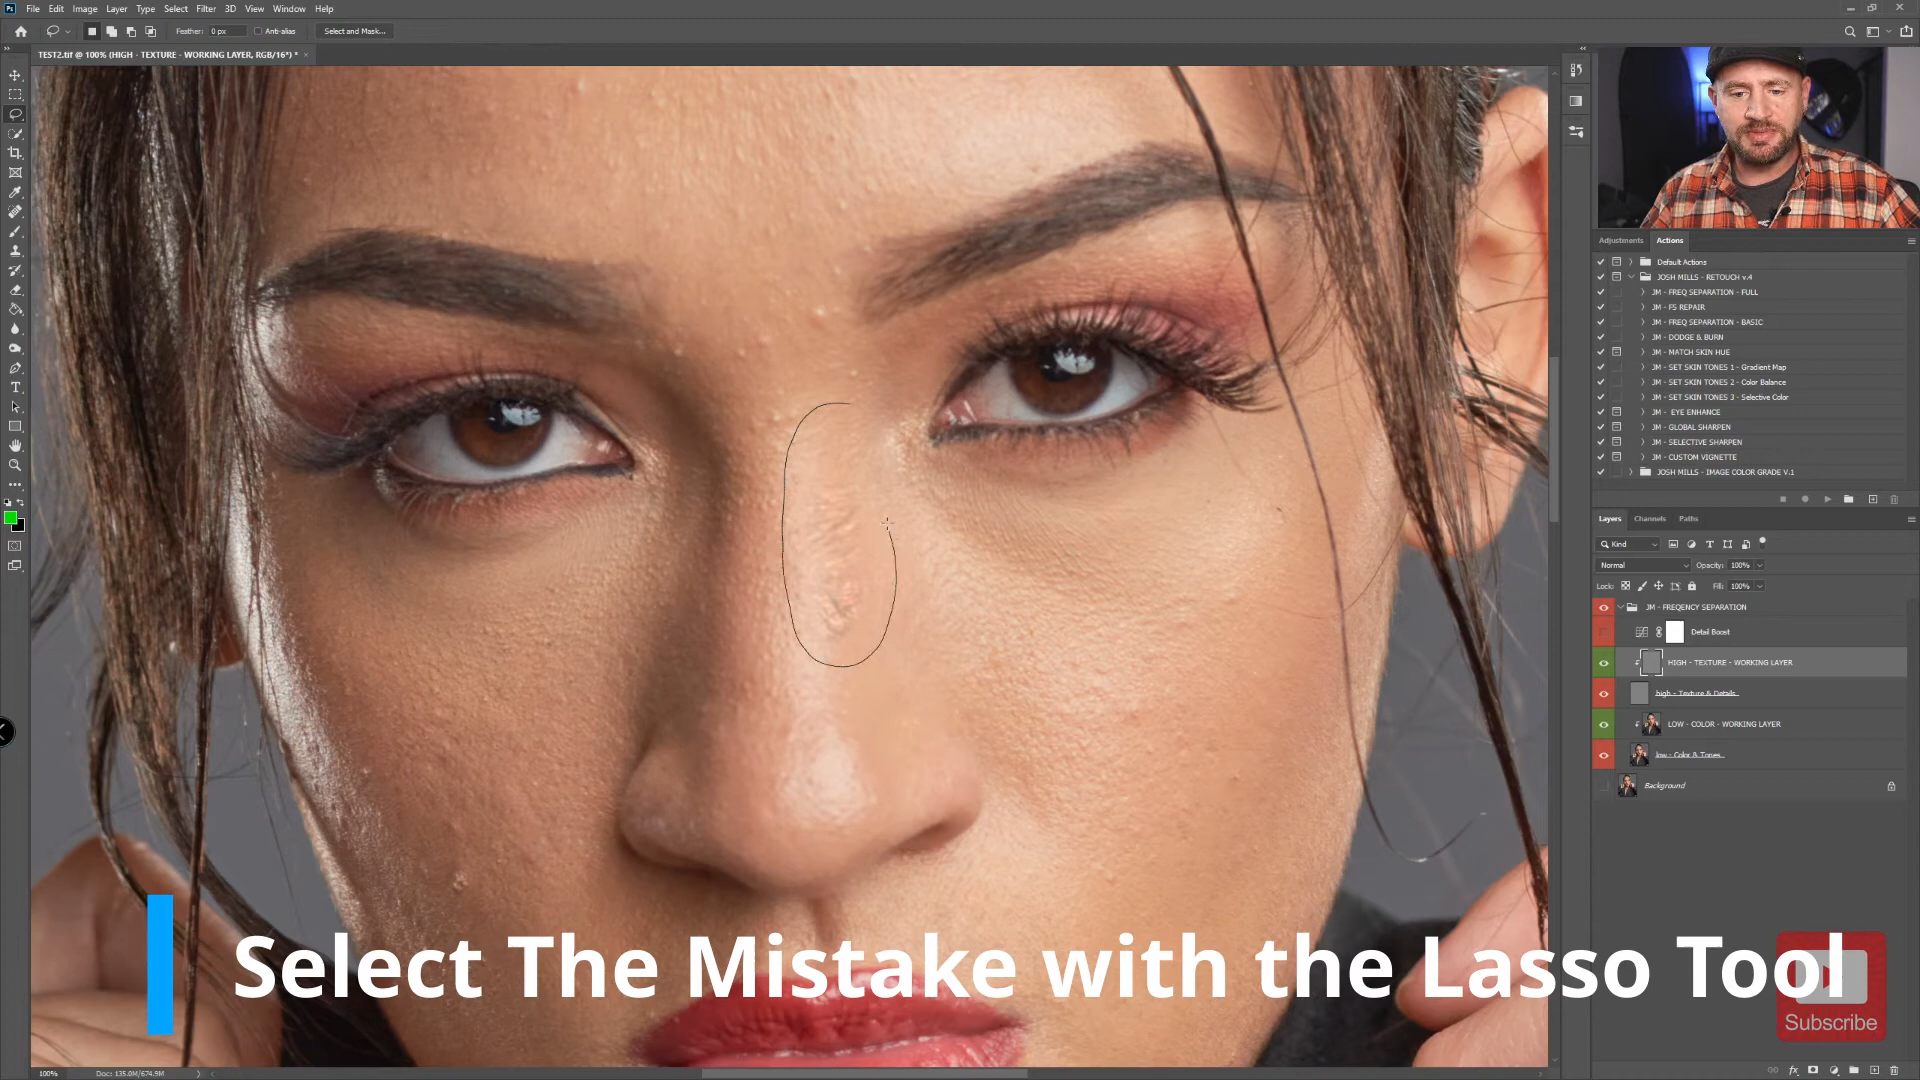 Ps File Edit Image Layer Type Select Filter 3D View Window Help
Feather: 0 px Anti-alias Select and Mask...
TEST2.tif @ 100% (HIGH - TEXTURE - WORKING LAYER, RGB/16*) * ×
Adjustments Actions
Default Actions
JOSH MILLS - RETOUCH v.4
JM - FREQ SEPARATION - FULL
JM - FS REPAIR
JM - FREQ SEPARATION - BASIC
JM - DODGE & BURN
JM - MATCH SKIN HUE
JM - SET SKIN TONES 1 - Gradient Map
JM - SET SKIN TONES 2 - Color Balance
JM - SET SKIN TONES 3 - Selective Color
JM - EYE ENHANCE
JM - GLOBAL SHARPEN
JM - SELECTIVE SHARPEN
JM - CUSTOM VIGNETTE
JOSH MILLS - IMAGE COLOR GRADE V.1
Layers Channels Paths
Kind
Normal Opacity: 100%
Lock: Fill: 100%
JM - FREQENCY SEPARATION
Detail Boost
HIGH - TEXTURE - WORKING LAYER
high - Texture & Details
LOW - COLOR - WORKING LAYER
low - Color & Tones
Background
Select The Mistake with the Lasso Tool
Subscribe
100% Doc: 135.0M/674.9M